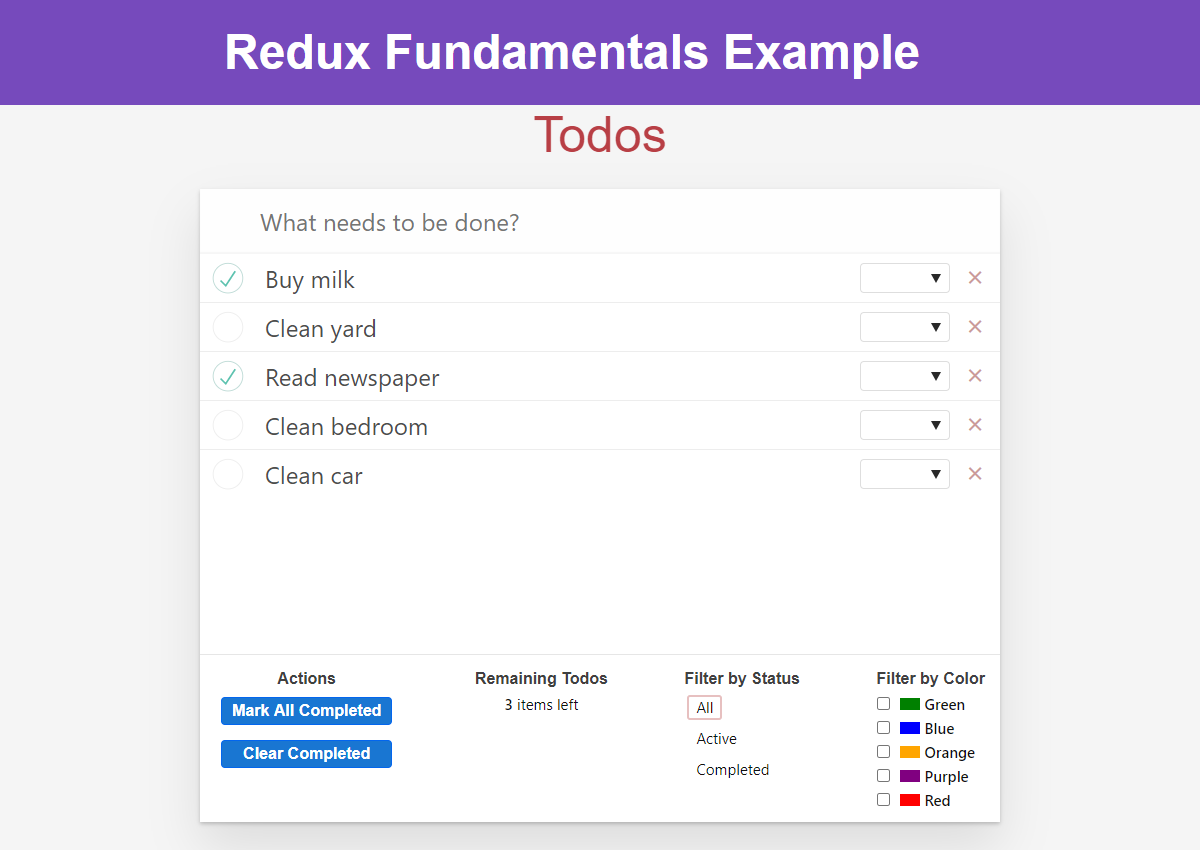 Redux Fundamentals Example
Todos
What needs to be done?
Buy milk
Clean yard
Read newspaper
Clean bedroom
Clean car
Actions
Mark All Completed
Clear Completed
Remaining Todos
3 items left
Filter by Status
All
Active
Completed
Filter by Color
Green
Blue
Orange
Purple
Red